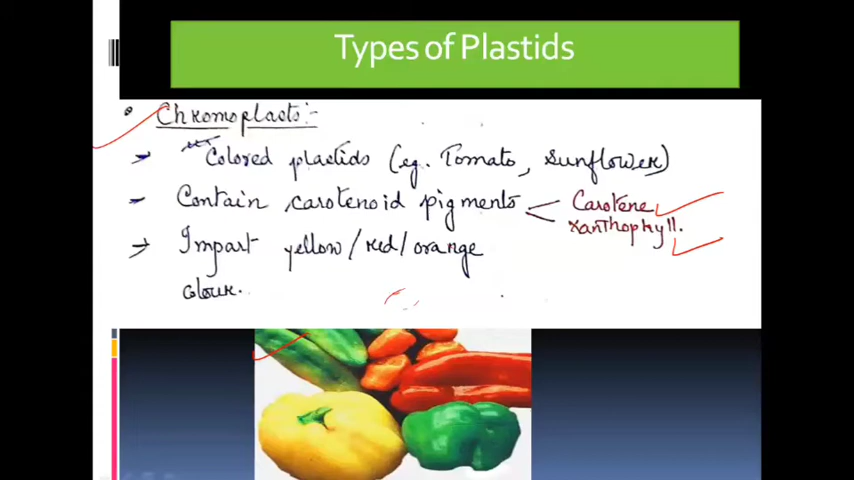 Types of Plastids
• Chromoplasts:-
→ Colored plastids (eg. Tomato, Sunflower)
→ Contain carotenoid pigments < Carotene
Xanthophyll.
→ Impart yellow/red/orange
colour.